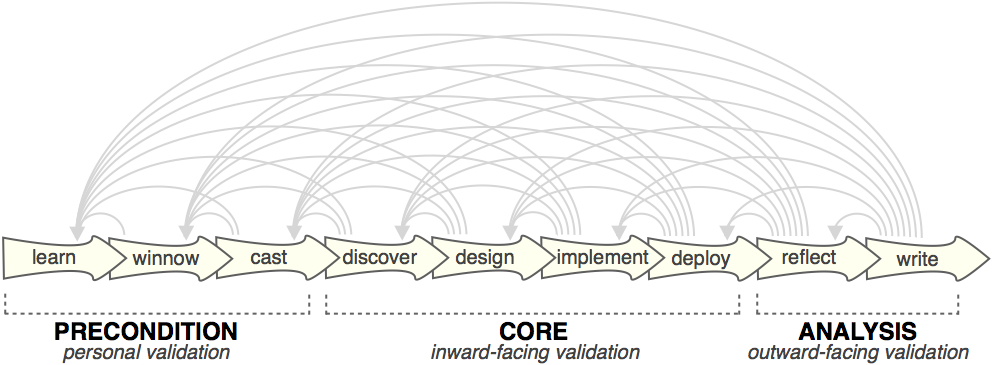 learn winnow cast discover design implement deploy reflect write
PRECONDITION CORE ANALYSIS
personal validation inward-facing validation outward-facing validation